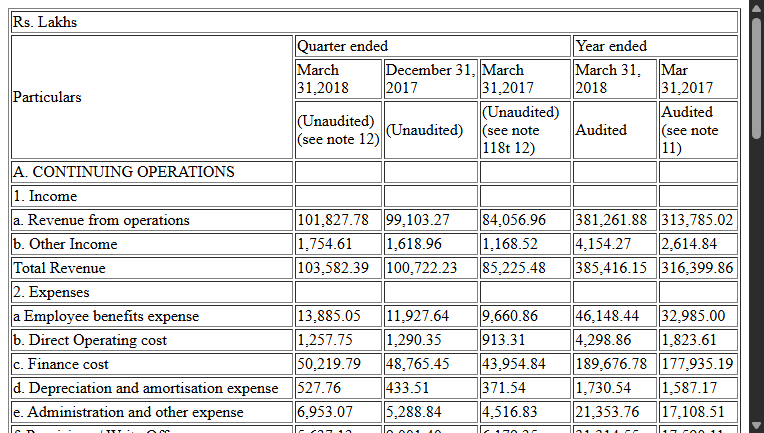 Rs. Lakhs
Particulars Quarter ended Year ended
March 31,2018 December 31, 2017 March 31,2017 March 31, 2018 Mar 31,2017
(Unaudited) (see note 12) (Unaudited) (Unaudited) (see note 118t 12) Audited Audited (see note 11)
A. CONTINUING OPERATIONS
1. Income
a. Revenue from operations 101,827.78 99,103.27 84,056.96 381,261.88 313,785.02
b. Other Income 1,754.61 1,618.96 1,168.52 4,154.27 2,614.84
Total Revenue 103,582.39 100,722.23 85,225.48 385,416.15 316,399.86
2. Expenses
a Employee benefits expense 13,885.05 11,927.64 9,660.86 46,148.44 32,985.00
b. Direct Operating cost 1,257.75 1,290.35 913.31 4,298.86 1,823.61
c. Finance cost 50,219.79 48,765.45 43,954.84 189,676.78 177,935.19
d. Depreciation and amortisation expense 527.76 433.51 371.54 1,730.54 1,587.17
e. Administration and other expense 6,953.07 5,288.84 4,516.83 21,353.76 17,108.51